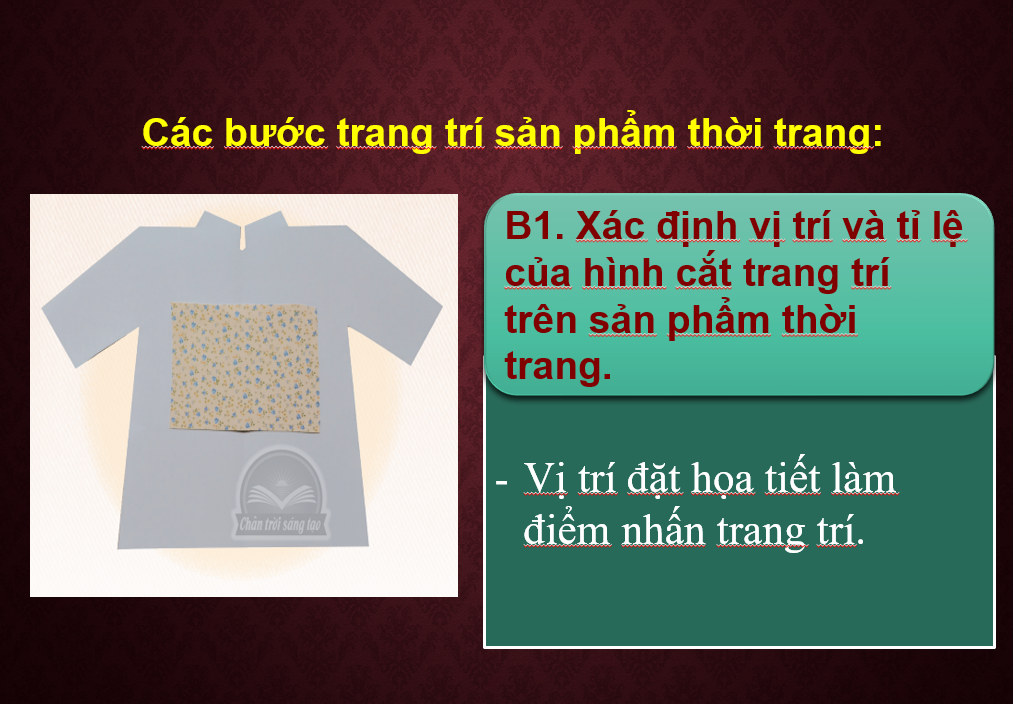 Các bước trang trí sản phẩm thời trang:
B1. Xác định vị trí và tỉ lệ
của hình cắt trang trí
trên sản phẩm thời
trang.
- Vị trí đặt họa tiết làm
điểm nhấn trang trí.
Chân trời sáng tạo